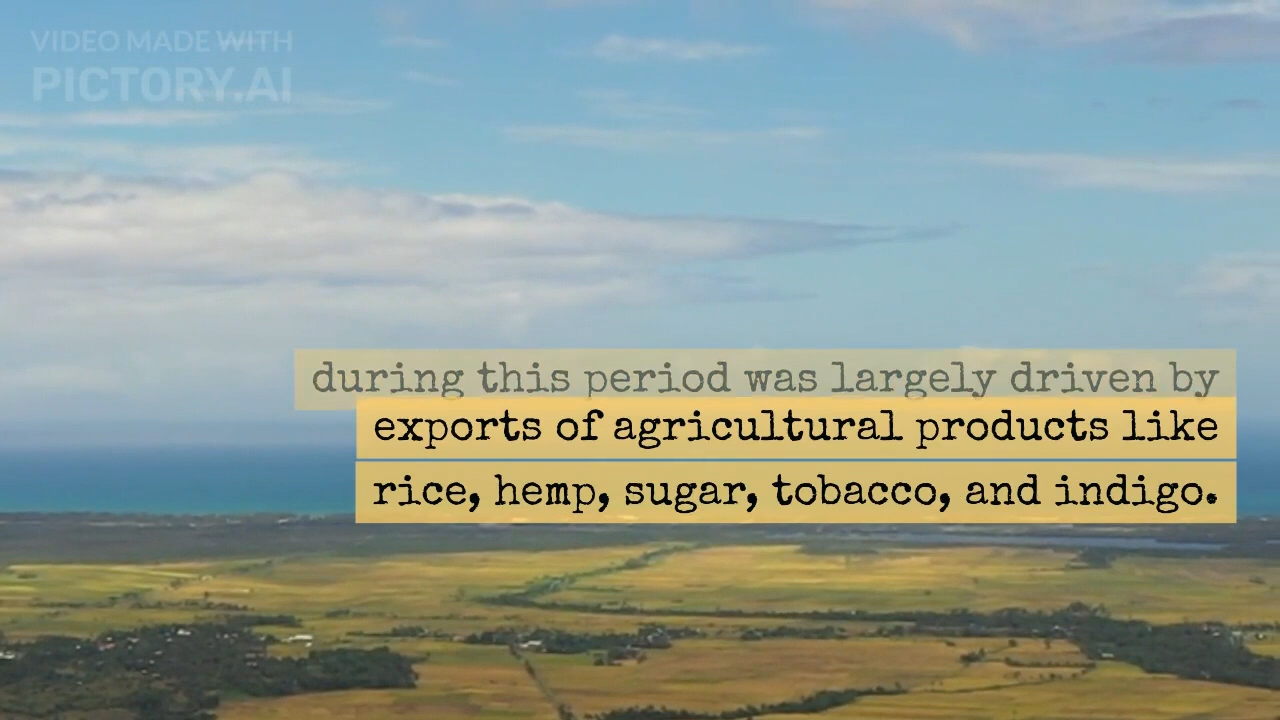 VIDEO MADE WITH
PICTORY.AI
during this period was largely driven by
exports of agricultural products like
rice, hemp, sugar, tobacco, and indigo.